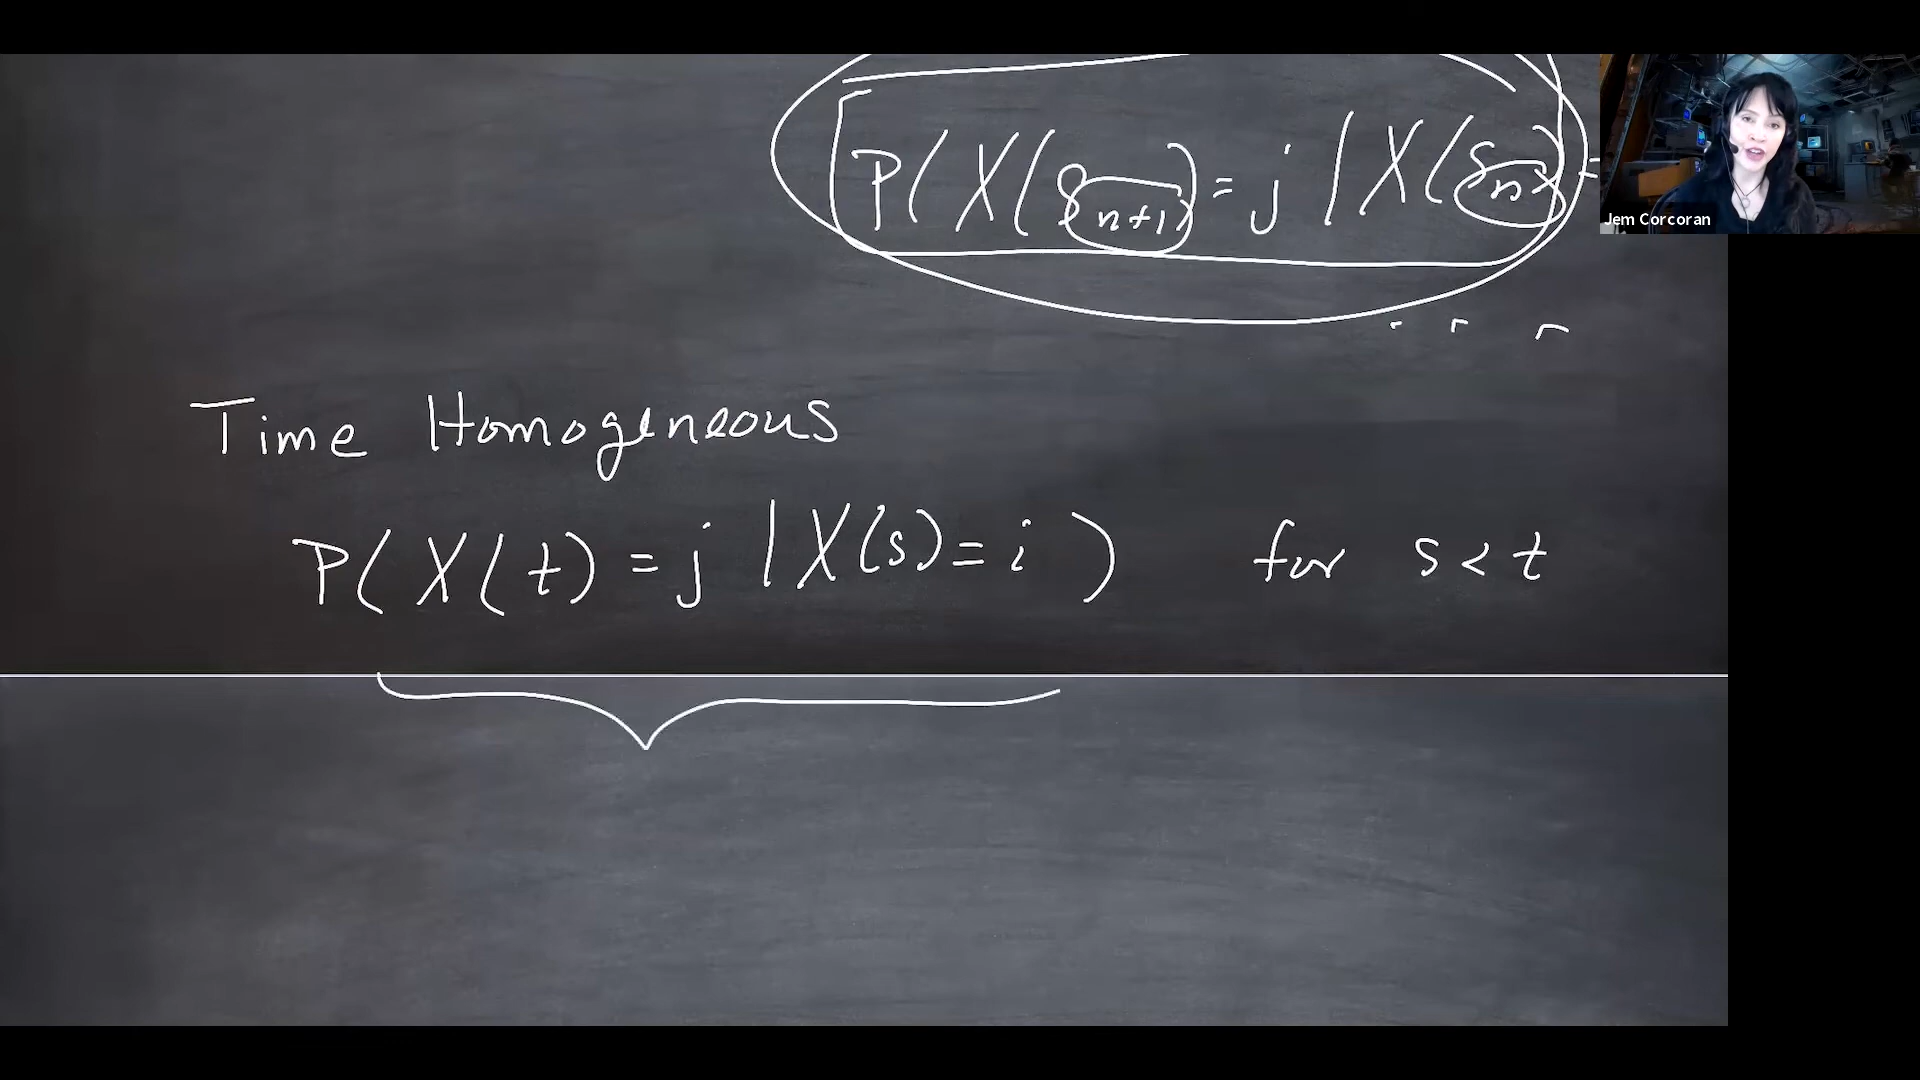 P(X(s_{n+1}) = j | X(s_n) =
Jem Corcoran
Time Homogeneous
P(X(t) = j | X(s) = i) for s < t